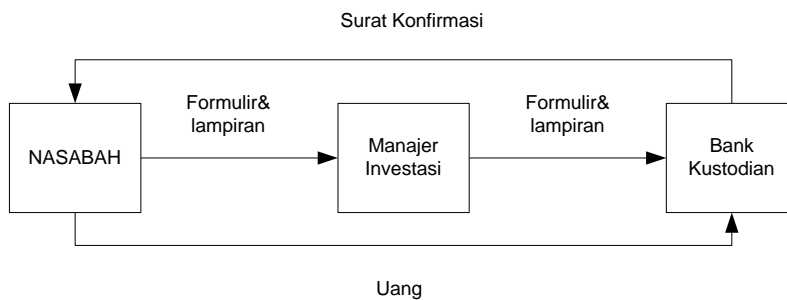 Surat Konfirmasi
Formulir&
lampiran
Formulir&
lampiran
NASABAH
Manajer
Investasi
Bank
Kustodian
Uang